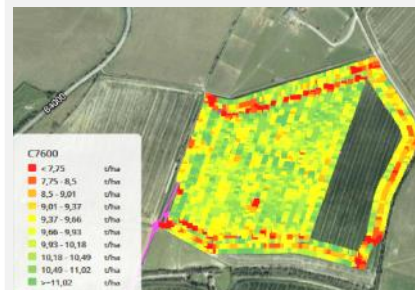 B4000
C7600
< 7,75 t/ha
7,75 - 8,5 t/ha
8,5 - 9,01 t/ha
9,01 - 9,37 t/ha
9,37 - 9,66 t/ha
9,66 - 9,93 t/ha
9,93 - 10,18 t/ha
10,18 - 10,49 t/ha
10,49 - 11,02 t/ha
>=11,02 t/ha